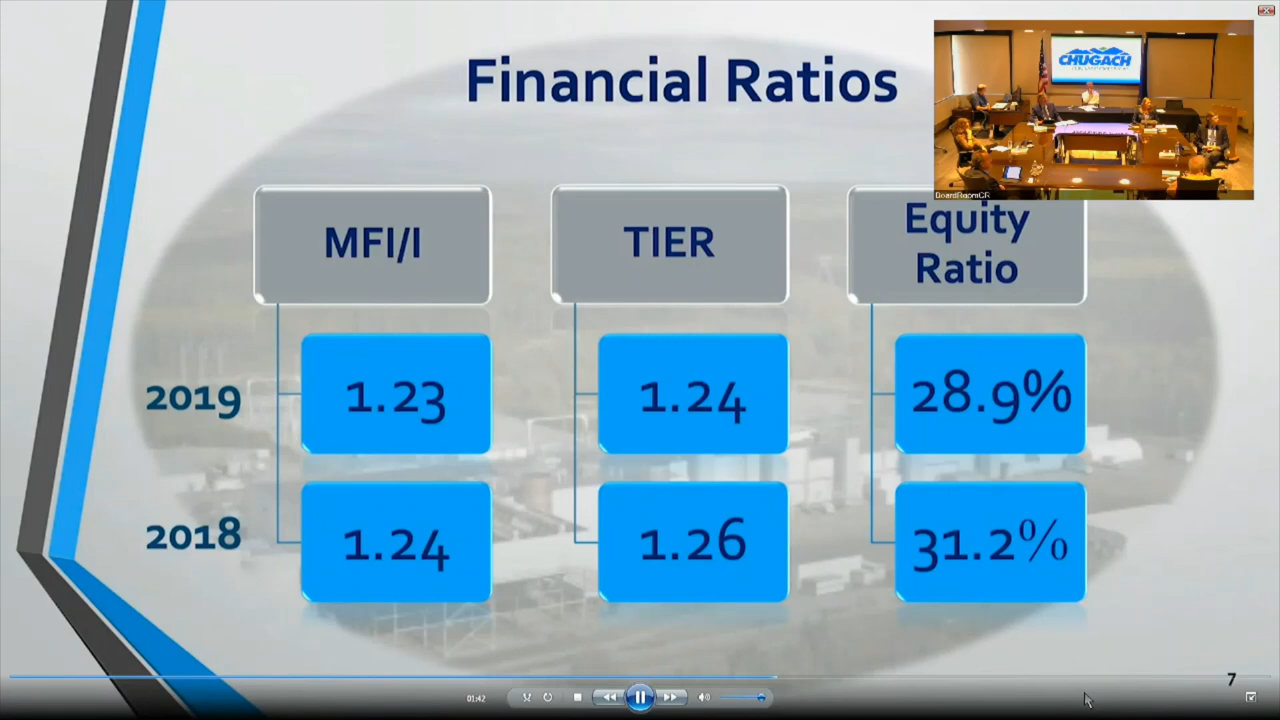 Financial Ratios
CHUGACH
BoardRoomCR
MFI/I
TIER
Equity
Ratio
2019
1.23
1.24
28.9%
2018
1.24
1.26
31.2%
7
01:42